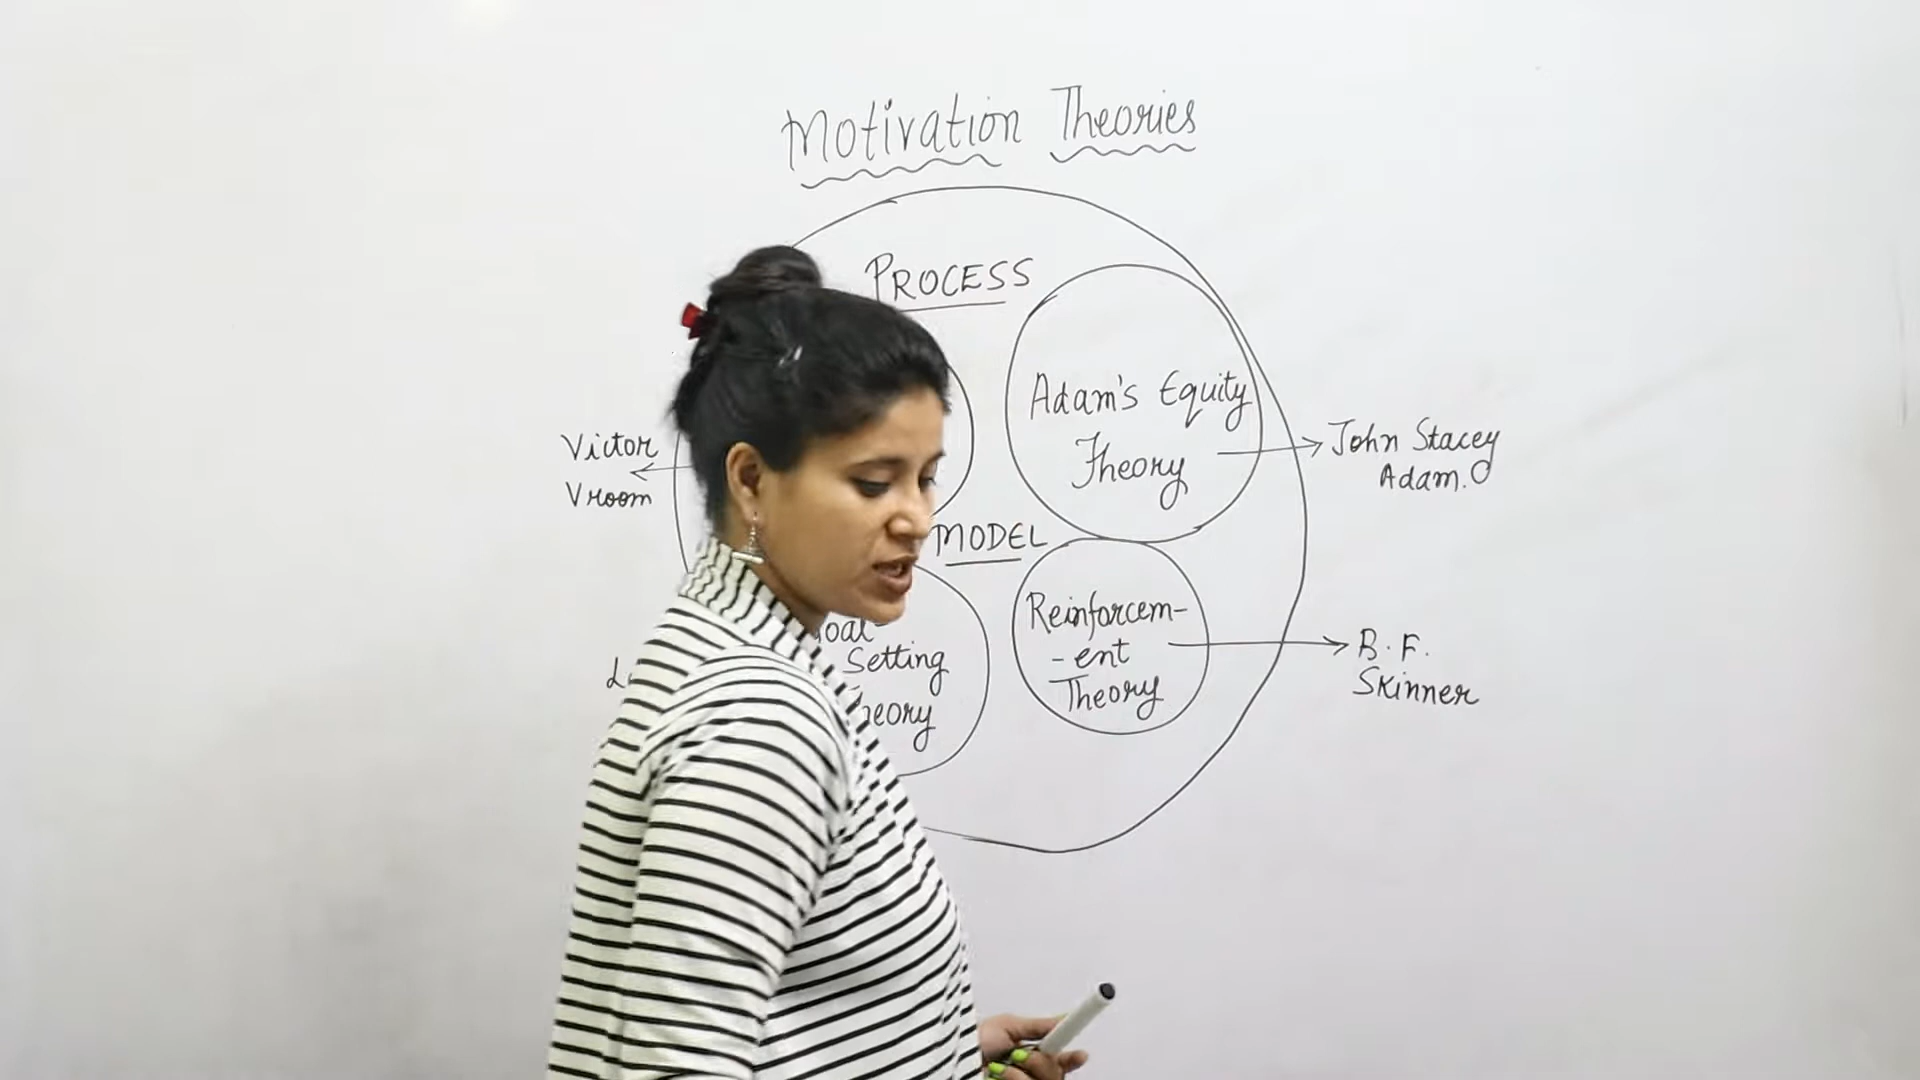 Motivation Theories
PROCESS
Adam's Equity
Theory
John Stacey
Adam.
Victor
Vroom
MODEL
Setting
Reinforcem-
-ent
Theory
B. F.
Skinner